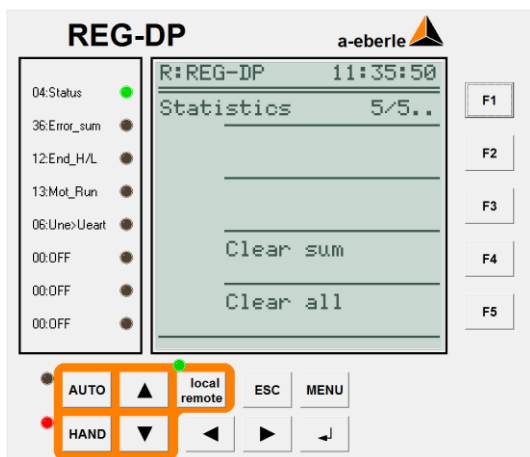 REG-DP
a-eberle
04:Status
36:Error_sum
12:End_H/L
13:Mot_Run
06:Une>Ueart
00:OFF
00:OFF
00:OFF
R:REG-DP 11:35:50
Statistics 5/5..
Clear sum
Clear all
F1
F2
F3
F4
F5
AUTO
local
remote
ESC
MENU
HAND